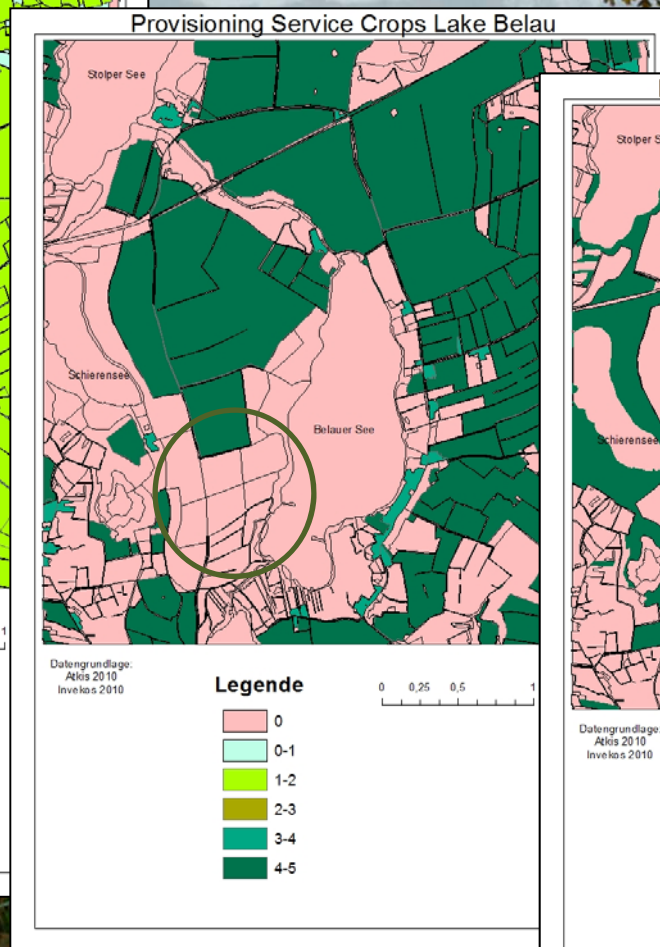 Provisioning Service Crops Lake Belau
Stolper See
Schierensee
Belauer See
Datengrundlage:
Atkis 2010
Invekos 2010
Legende
0
0-1
1-2
2-3
3-4
4-5
0 0,25 0,5 1
Stolper S
Schierensee
Datengrundlage:
Atkis 2010
Invekos 2010
1